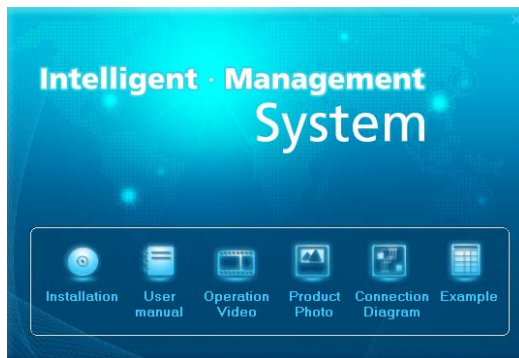 Intelligent · Management
System
Installation
User
manual
Operation
Video
Product
Photo
Connection
Diagram
Example